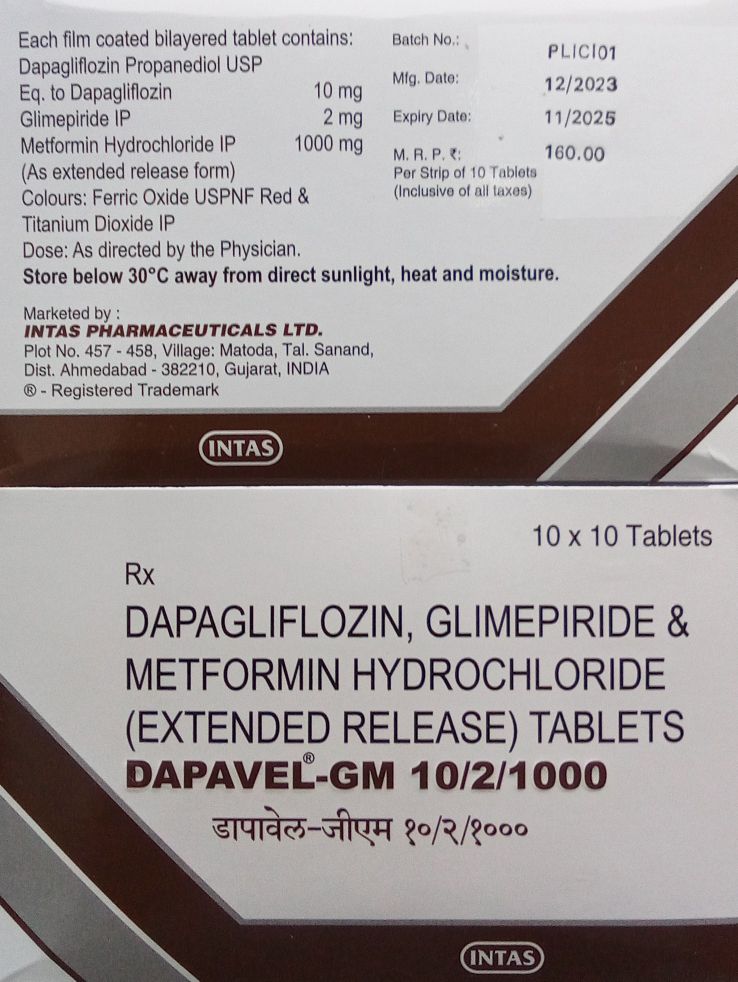 Each film coated bilayered tablet contains:
Dapagliflozin Propanediol USP
Eq. to Dapagliflozin 10 mg
Glimepiride IP 2 mg
Metformin Hydrochloride IP 1000 mg
(As extended release form)
Colours: Ferric Oxide USPNF Red &
Titanium Dioxide IP
Dose: As directed by the Physician.
Store below 30°C away from direct sunlight, heat and moisture.
Batch No.: PLICI01
Mfg. Date: 12/2023
Expiry Date: 11/2025
M. R. P. ₹: 160.00
Per Strip of 10 Tablets
(Inclusive of all taxes)
Marketed by :
INTAS PHARMACEUTICALS LTD.
Plot No. 457 - 458, Village: Matoda, Tal. Sanand,
Dist. Ahmedabad - 382210, Gujarat, INDIA
® - Registered Trademark
INTAS
10 x 10 Tablets
Rx
DAPAGLIFLOZIN, GLIMEPIRIDE &
METFORMIN HYDROCHLORIDE
(EXTENDED RELEASE) TABLETS
DAPAVEL®-GM 10/2/1000
डापावेल-जीएम १०/२/१०००
INTAS